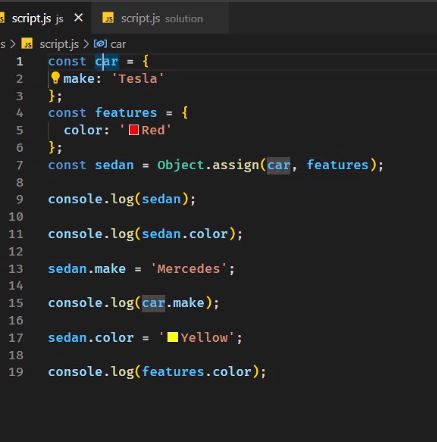 script.js js × script.js solution
s > script.js > car
1 const car = {
2 make: 'Tesla'
3 };
4 const features = {
5 color: 'Red'
6 };
7 const sedan = Object.assign(car, features);
8
9 console.log(sedan);
10
11 console.log(sedan.color);
12
13 sedan.make = 'Mercedes';
14
15 console.log(car.make);
16
17 sedan.color = 'Yellow';
18
19 console.log(features.color);